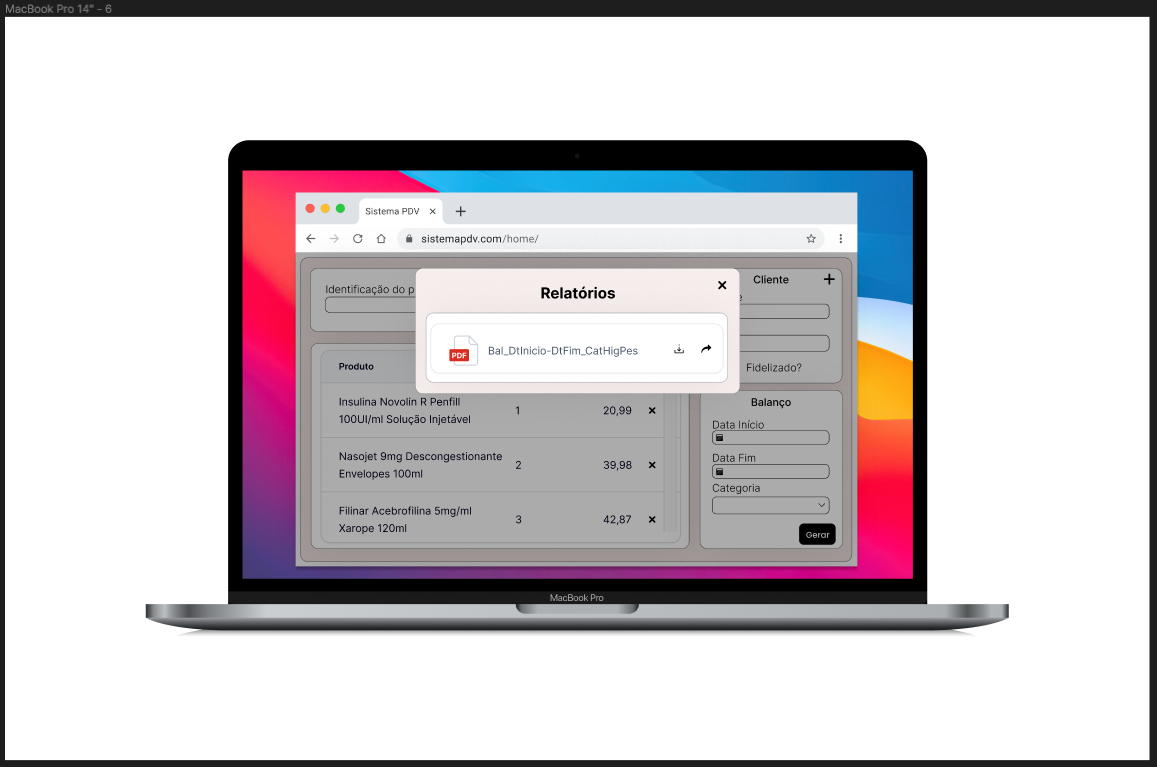 MacBook Pro 14" - 6
Sistema PDV
sistemapdv.com/home/
Identificação do p
Relatórios
PDF
Bal_DtInicio-DtFim_CatHigPes
Cliente
Fidelizado?
Produto
Insulina Novolin R Penfill
100UI/ml Solução Injetável
1
20,99
Nasojet 9mg Descongestionante
Envelopes 100ml
2
39,98
Filinar Acebrofilina 5mg/ml
Xarope 120ml
3
42,87
Balanço
Data Início
Data Fim
Categoria
Gerar
MacBook Pro